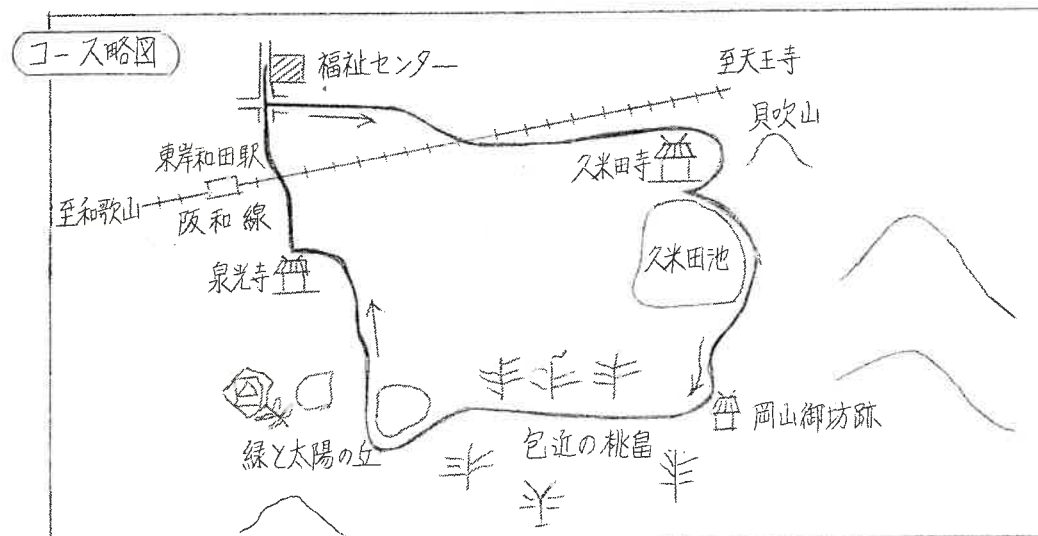 コース略図
福祉センター
至天王寺
貝吹山
東岸和田駅
久米田寺
至和歌山
阪和線
久米田池
泉光寺
岡山御坊跡
緑と太陽の丘
包近の桃畠